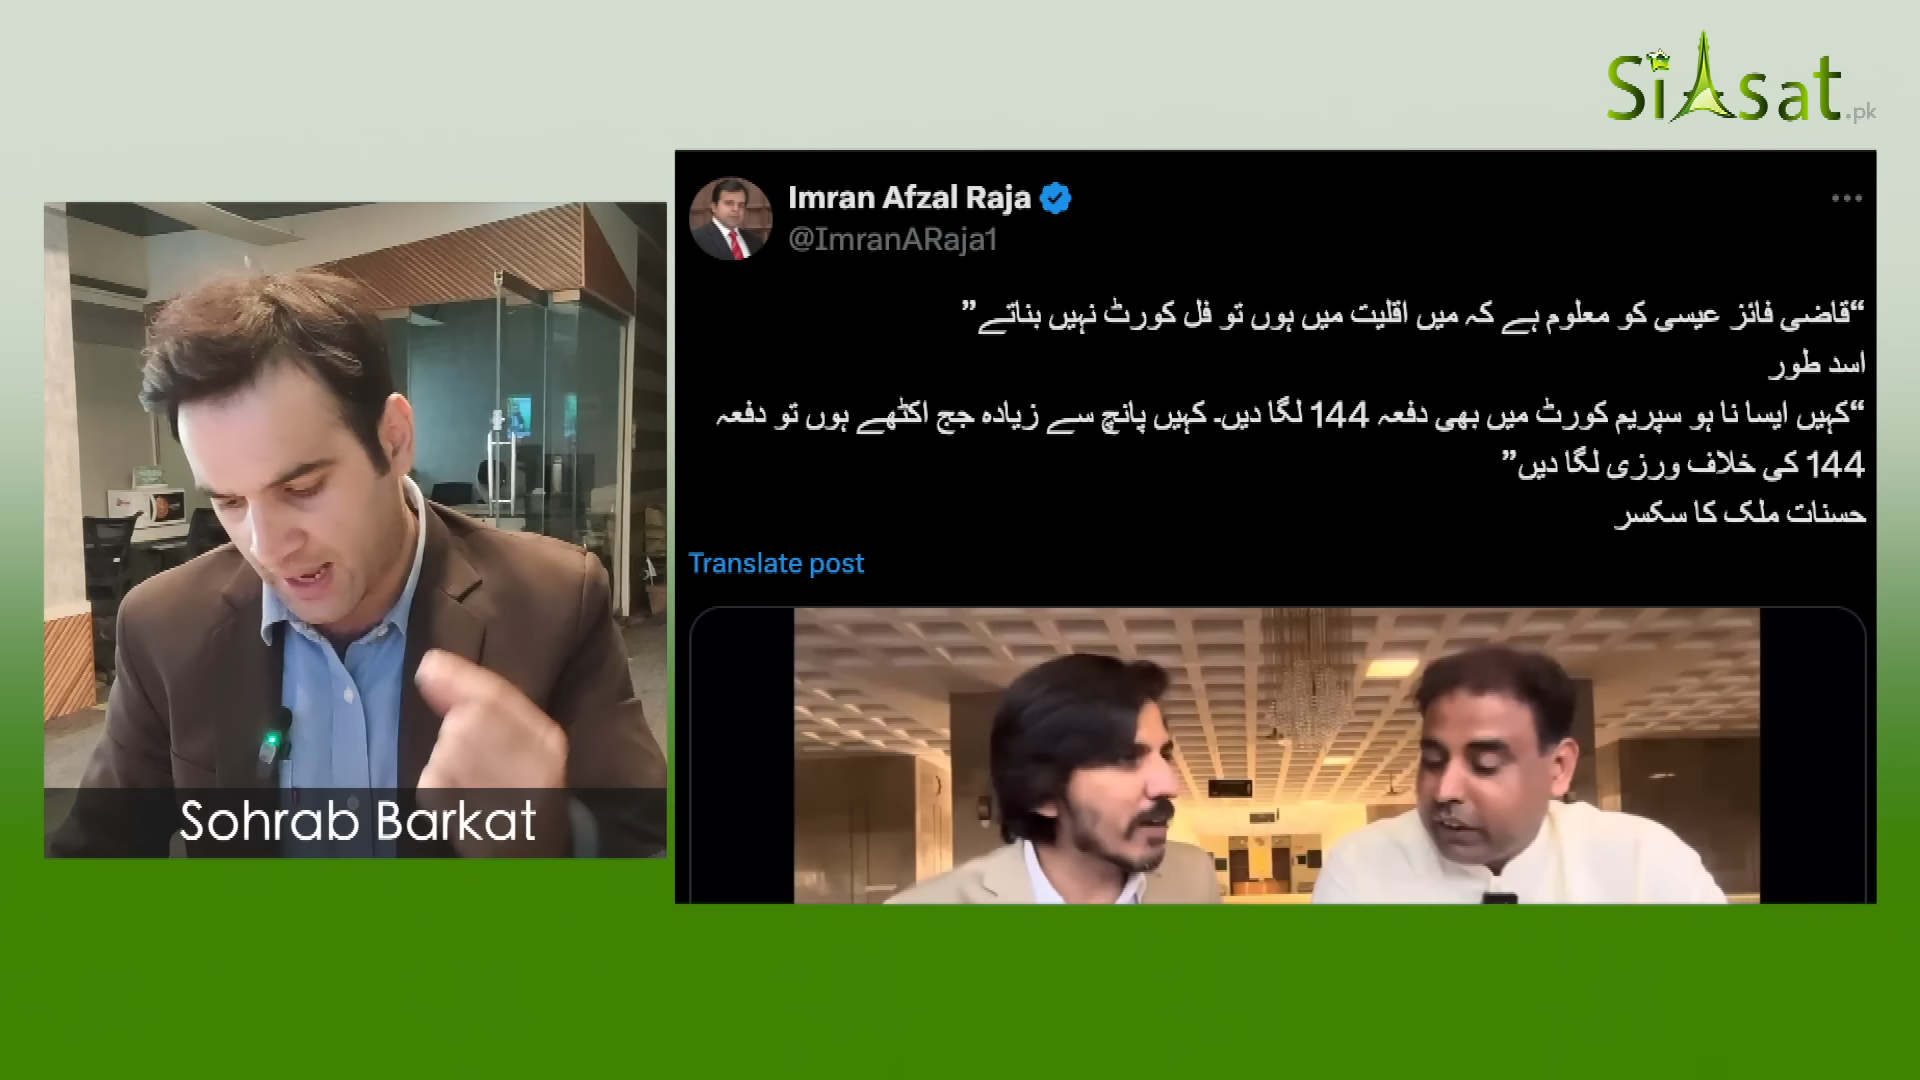 SiAsat.pk
Imran Afzal Raja
@ImranARaja1
“قاضی فائز عیسی کو معلوم ہے کہ میں اقلیت میں ہوں تو فل کورٹ نہیں بناتے”
اسد طور
“کہیں ایسا نا ہو سپریم کورٹ میں بھی دفعہ 144 لگا دیں۔ کہیں پانچ سے زیادہ جج اکٹھے ہوں تو دفعہ
144 کی خلاف ورزی لگا دیں”
حسنات ملک کا سکسر
Translate post
Sohrab Barkat